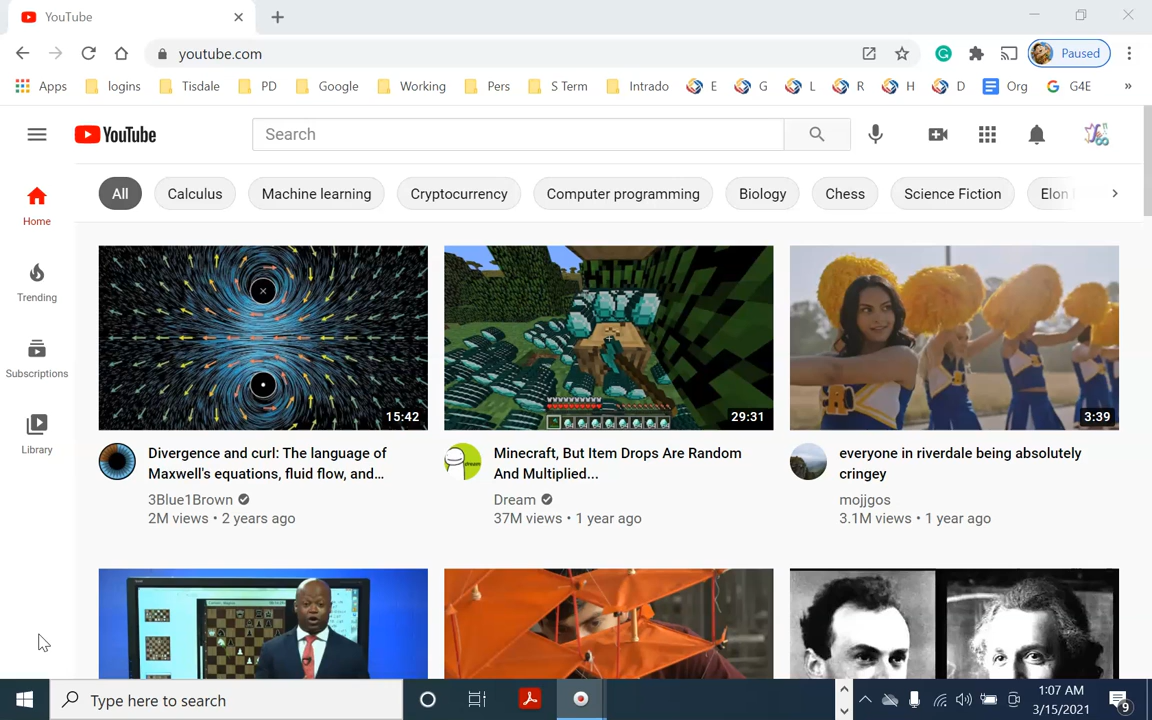 YouTube
youtube.com
Paused
Apps
logins
Tisdale
PD
Google
Working
Pers
S Term
Intrado
E
G
L
R
H
D
Org
G4E
»
YouTube
Search
All
Calculus
Machine learning
Cryptocurrency
Computer programming
Biology
Chess
Science Fiction
Elon
Home
Trending
Subscriptions
Library
15:42
29:31
3:39
Divergence and curl: The language of
Maxwell's equations, fluid flow, and...
3Blue1Brown
2M views • 2 years ago
Minecraft, But Item Drops Are Random
And Multiplied...
Dream
37M views • 1 year ago
everyone in riverdale being absolutely
cringey
mojjgos
3.1M views • 1 year ago
Type here to search
1:07 AM
3/15/2021
9